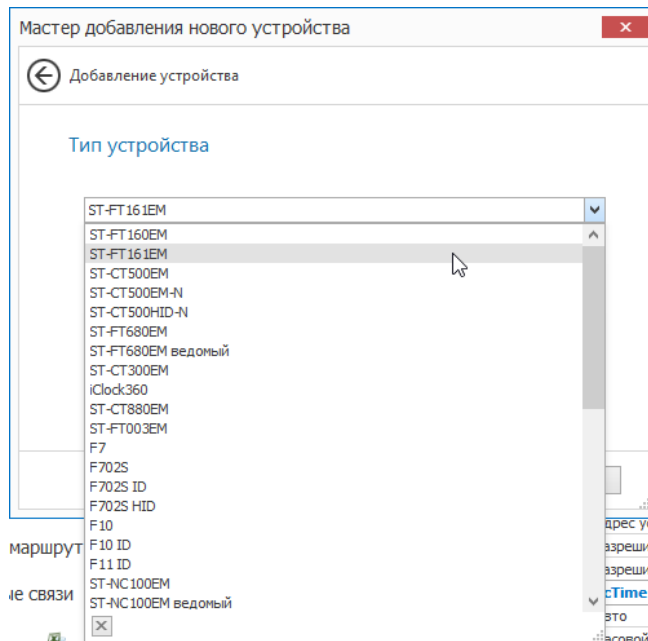 Мастер добавления нового устройства
Добавление устройства
Тип устройства
ST-FT161EM
ST-FT160EM
ST-FT161EM
ST-CT500EM
ST-CT500EM-N
ST-CT500HID-N
ST-FT680EM
ST-FT680EM ведомый
ST-CT300EM
iClock360
ST-CT880EM
ST-FT003EM
F7
F702S
F702S ID
F702S HID
F10
F10 ID
F11 ID
ST-NC100EM
ST-NC100EM ведомый
маршрут
связи